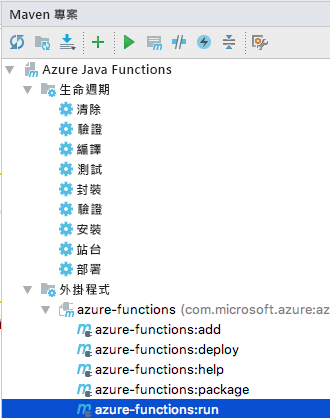 Maven 專案
Azure Java Functions
生命週期
清除
驗證
編譯
測試
封裝
驗證
安裝
站台
部署
外掛程式
azure-functions (com.microsoft.azure:az
azure-functions:add
azure-functions:deploy
azure-functions:help
azure-functions:package
azure-functions:run